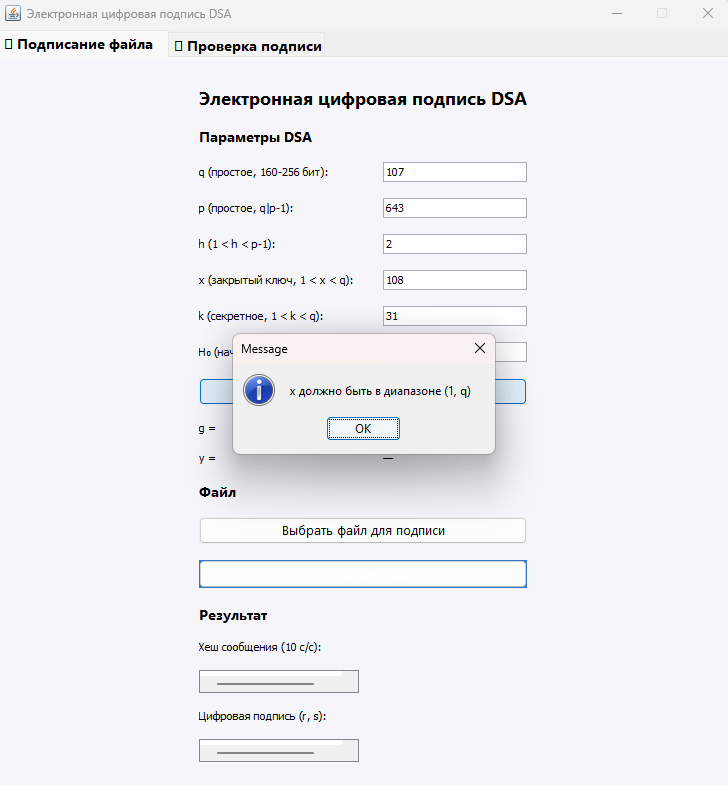 Электронная цифровая подпись DSA
Подписание файла
Проверка подписи
Электронная цифровая подпись DSA
Параметры DSA
q (простое, 160-256 бит): 107
p (простое, q|p-1): 643
h (1 < h < p-1): 2
x (закрытый ключ, 1 < x < q): 108
k (секретное, 1 < k < q): 31
H₀ (нач
Message
x должно быть в диапазоне (1, q)
OK
g =
y = —
Файл
Выбрать файл для подписи
Результат
Хеш сообщения (10 с/с):
Цифровая подпись (r, s):